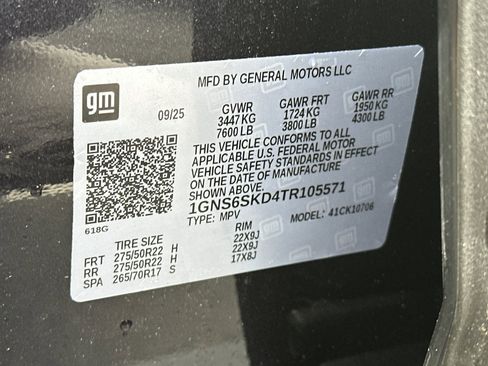 gm
MFD BY GENERAL MOTORS LLC
09/25
GVWR GAWR FRT GAWR RR
3447 KG 1724 KG 1950 KG
7600 LB 3800 LB 4300 LB
THIS VEHICLE CONFORMS TO ALL
APPLICABLE U.S. FEDERAL MOTOR
VEHICLE SAFETY STANDARDS IN EFFECT
ON THE DATE OF MANUFACTURE
SHOWN ABOVE.
1GNS6SKD4TR105571
TYPE: MPV MODEL: 41CK10706
618G
TIRE SIZE RIM
FRT 275/50R22 H 22X9J
RR 275/50R22 H 22X9J
SPA 265/70R17 S 17X8J